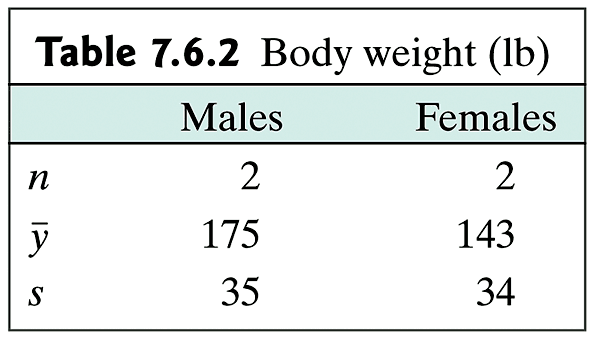 Table 7.6.2 Body weight (lb)
Males Females
n 2 2
ȳ 175 143
s 35 34